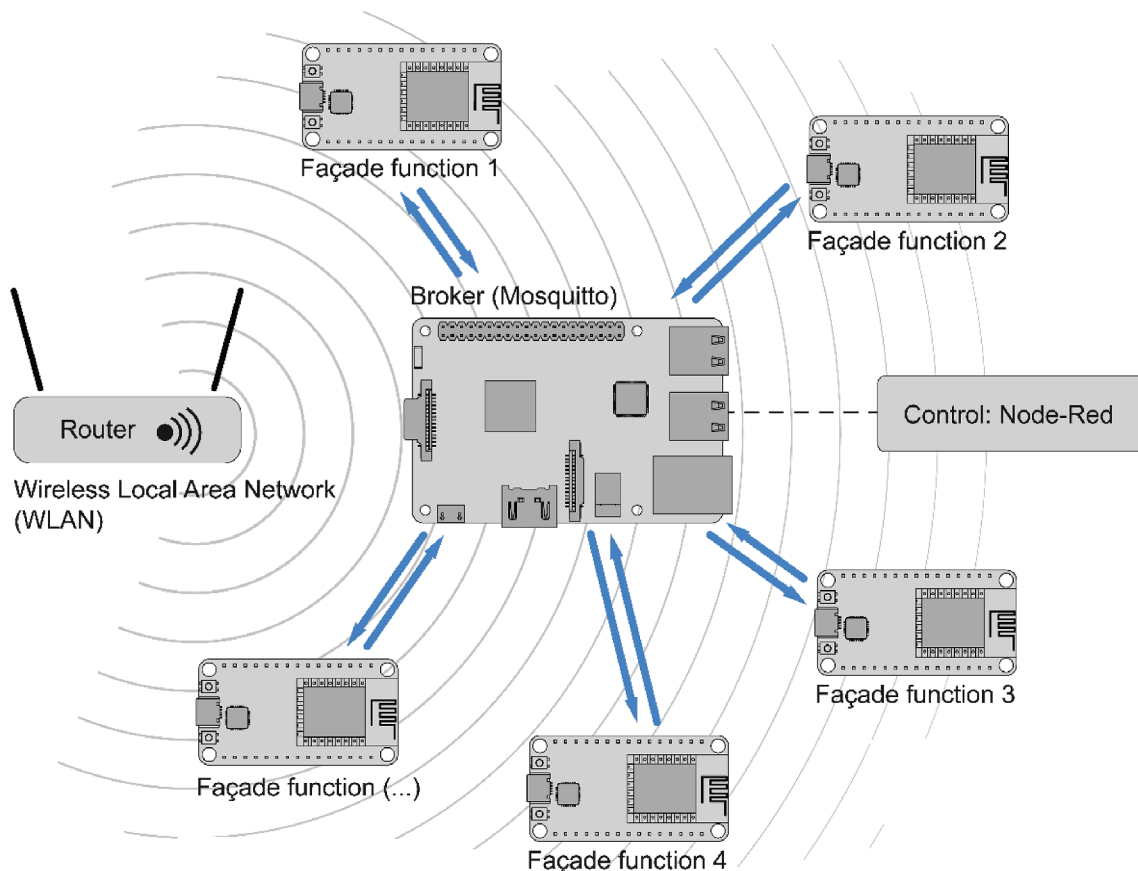 Façade function 1
Façade function 2
Broker (Mosquitto)
Router
Control: Node-Red
Wireless Local Area Network
(WLAN)
Façade function 3
Façade function (...)
Façade function 4